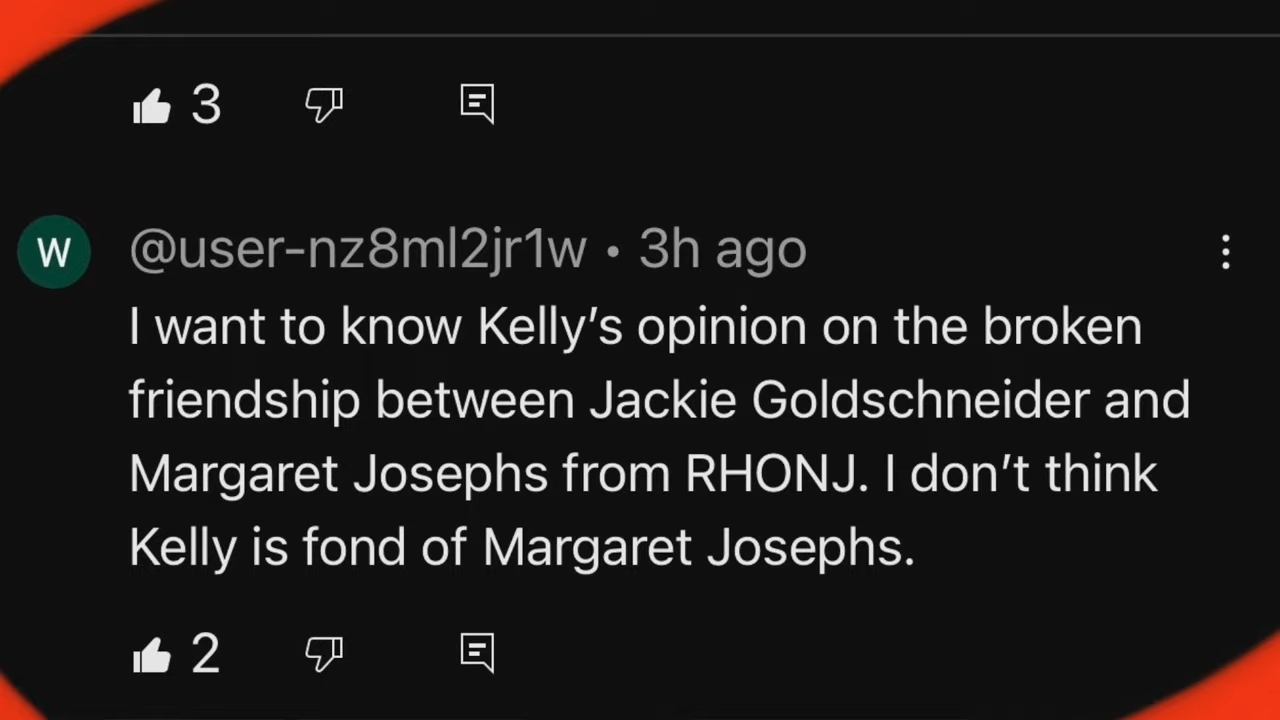 3
@user-nz8ml2jr1w • 3h ago
W
I want to know Kelly’s opinion on the broken
friendship between Jackie Goldschneider and
Margaret Josephs from RHONJ. I don’t think
Kelly is fond of Margaret Josephs.
2